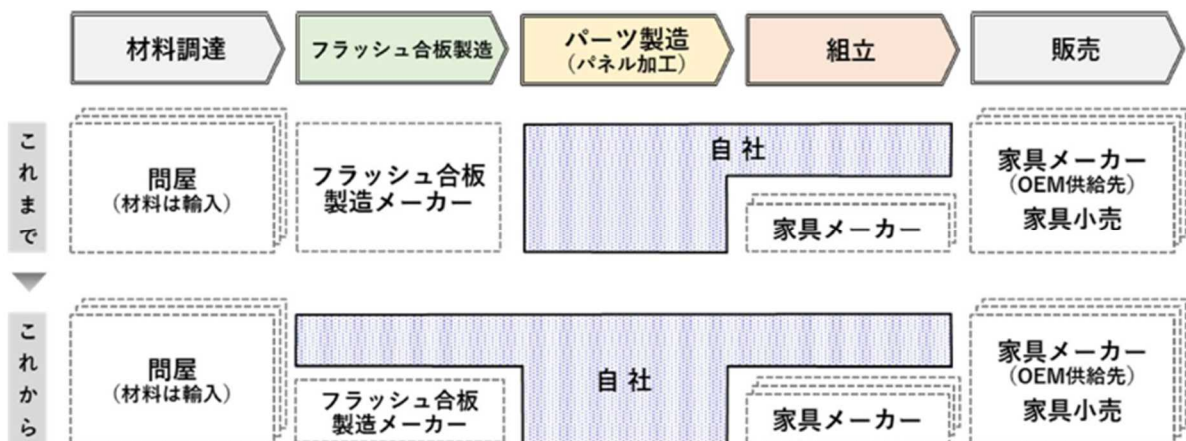 材料調達
フラッシュ合板製造
パーツ製造
(パネル加工)
組立
販売
これまで
問屋
(材料は輸入)
フラッシュ合板
製造メーカー
自社
家具メーカー
家具メーカー
(OEM供給先)
家具小売
これから
問屋
(材料は輸入)
フラッシュ合板
製造メーカー
自社
家具メーカー
家具メーカー
(OEM供給先)
家具小売